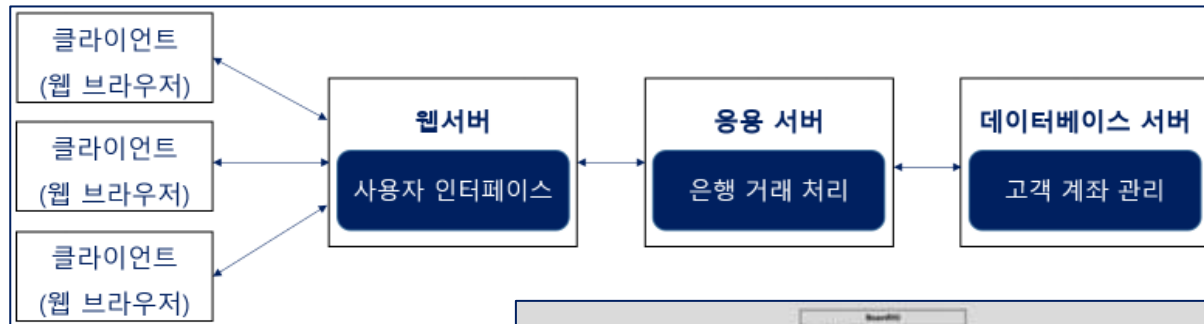 클라이언트
(웹 브라우저)
클라이언트
(웹 브라우저)
클라이언트
(웹 브라우저)
웹서버
사용자 인터페이스
응용 서버
은행 거래 처리
데이터베이스 서버
고객 계좌 관리